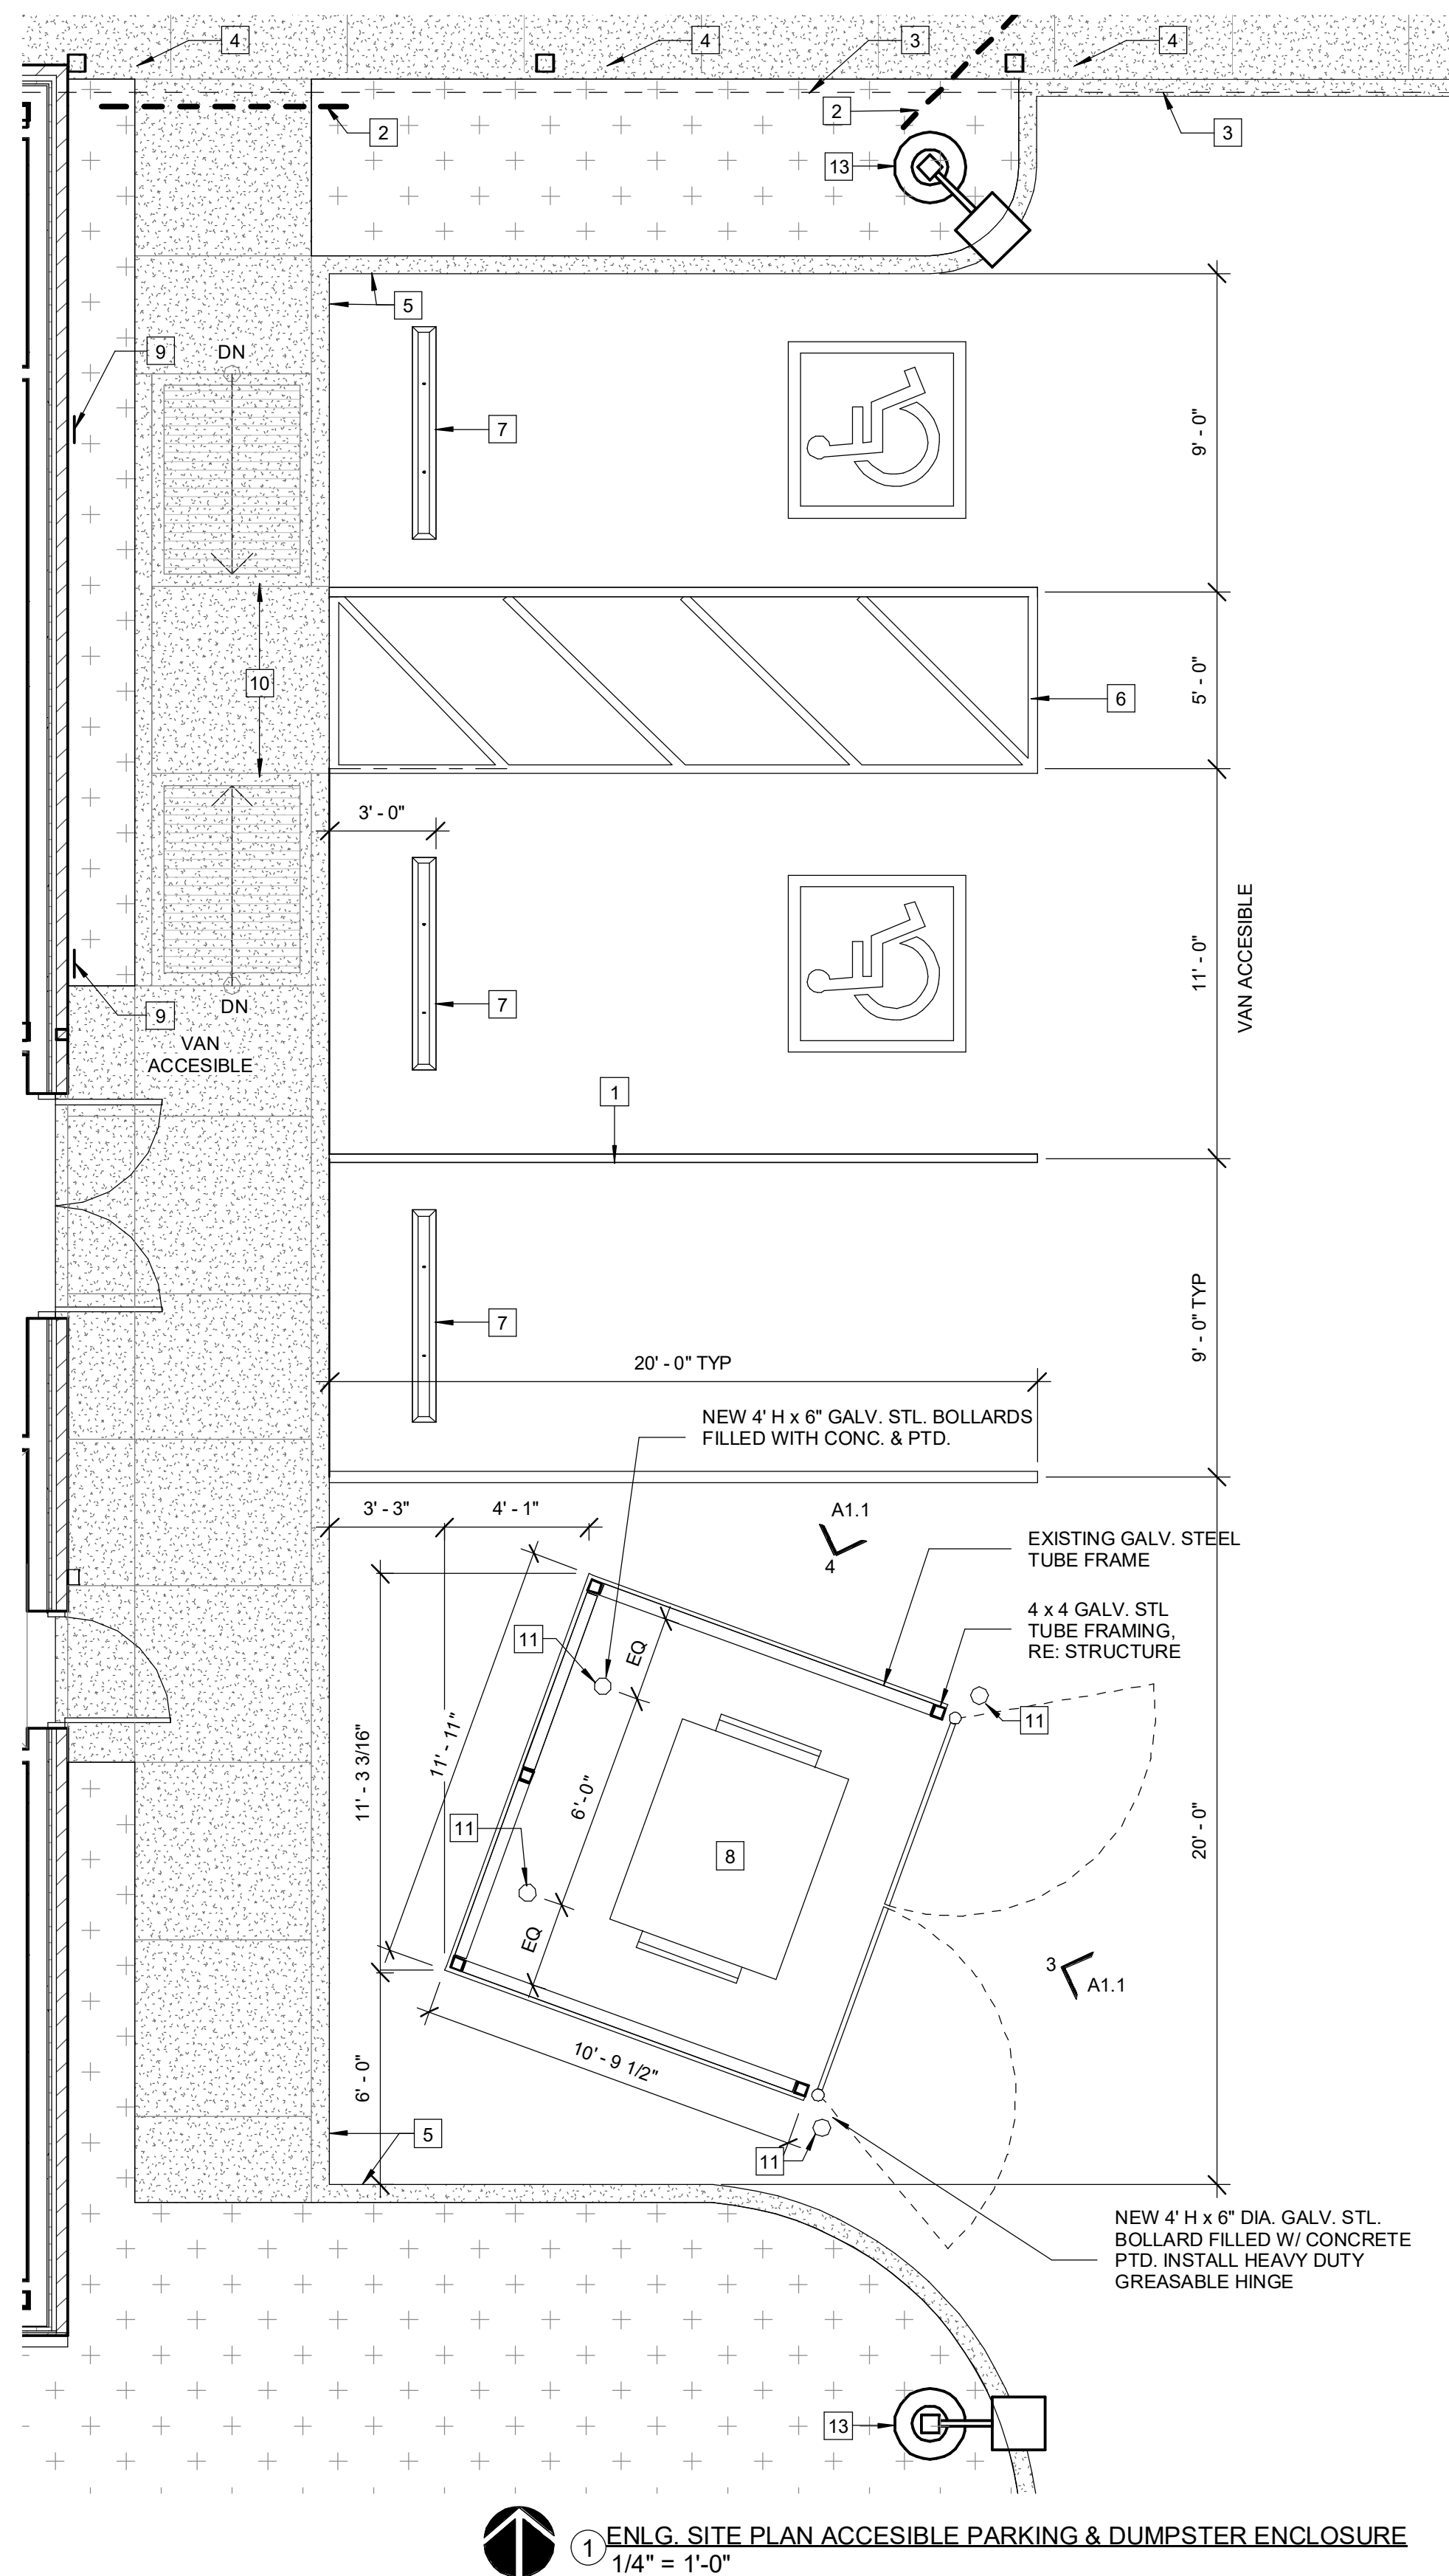 4
4
3
4
2
2
3
13
5
9
DN
7
9' - 0"
10
6
5' - 0"
3' - 0"
7
11' - 0"
VAN ACCESIBLE
9
DN
VAN
ACCESIBLE
1
7
9' - 0" TYP
20' - 0" TYP
NEW 4' H x 6" GALV. STL. BOLLARDS
FILLED WITH CONC. & PTD.
3' - 3"
4' - 1"
A1.1
4
EXISTING GALV. STEEL
TUBE FRAME
4 x 4 GALV. STL
TUBE FRAMING,
RE: STRUCTURE
11
EQ
11
11' - 3 3/16"
11' - 11"
6' - 0"
11
8
20' - 0"
EQ
3
A1.1
10' - 9 1/2"
6' - 0"
5
11
NEW 4' H x 6" DIA. GALV. STL.
BOLLARD FILLED W/ CONCRETE
PTD. INSTALL HEAVY DUTY
GREASABLE HINGE
13
1 ENLG. SITE PLAN ACCESIBLE PARKING & DUMPSTER ENCLOSURE
1/4" = 1'-0"